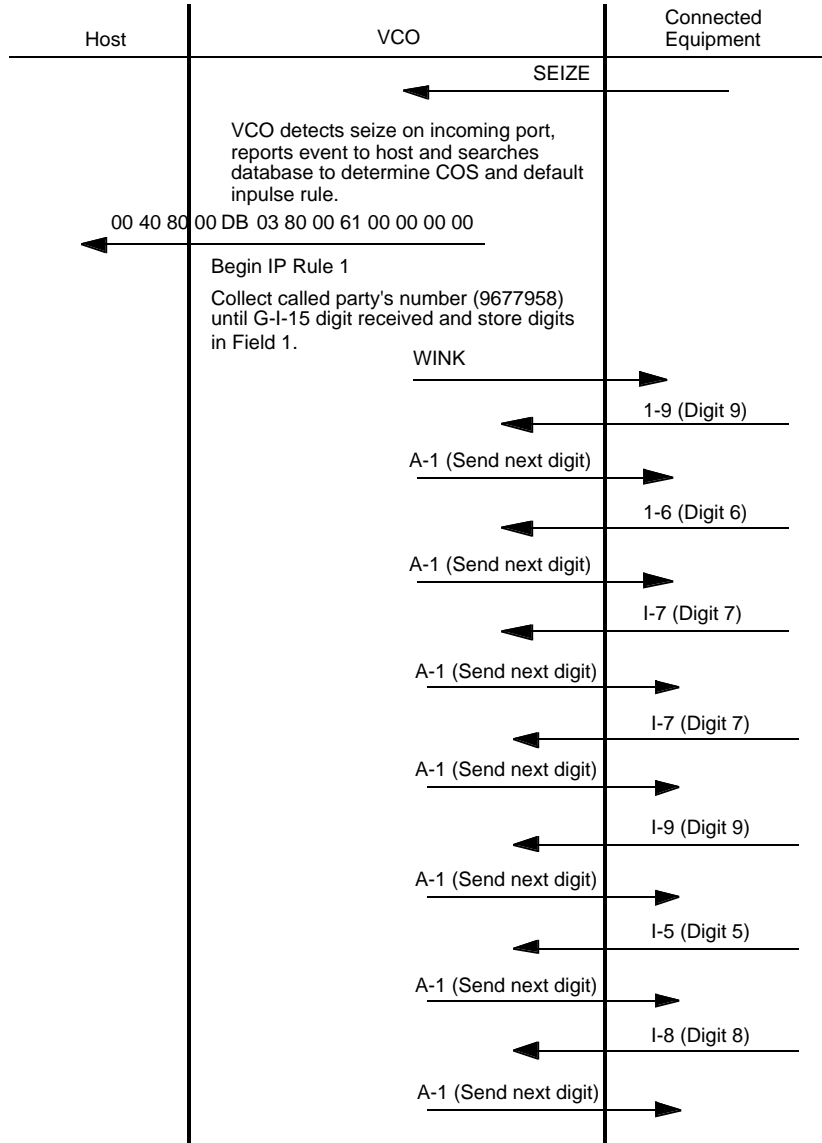 Host
VCO
Connected
Equipment
SEIZE
VCO detects seize on incoming port,
reports event to host and searches
database to determine COS and default
inpulse rule.
00 40 80 00 DB 03 80 00 61 00 00 00 00
Begin IP Rule 1
Collect called party's number (9677958)
until G-I-15 digit received and store digits
in Field 1.
WINK
1-9 (Digit 9)
A-1 (Send next digit)
1-6 (Digit 6)
A-1 (Send next digit)
I-7 (Digit 7)
A-1 (Send next digit)
I-7 (Digit 7)
A-1 (Send next digit)
I-9 (Digit 9)
A-1 (Send next digit)
I-5 (Digit 5)
A-1 (Send next digit)
I-8 (Digit 8)
A-1 (Send next digit)